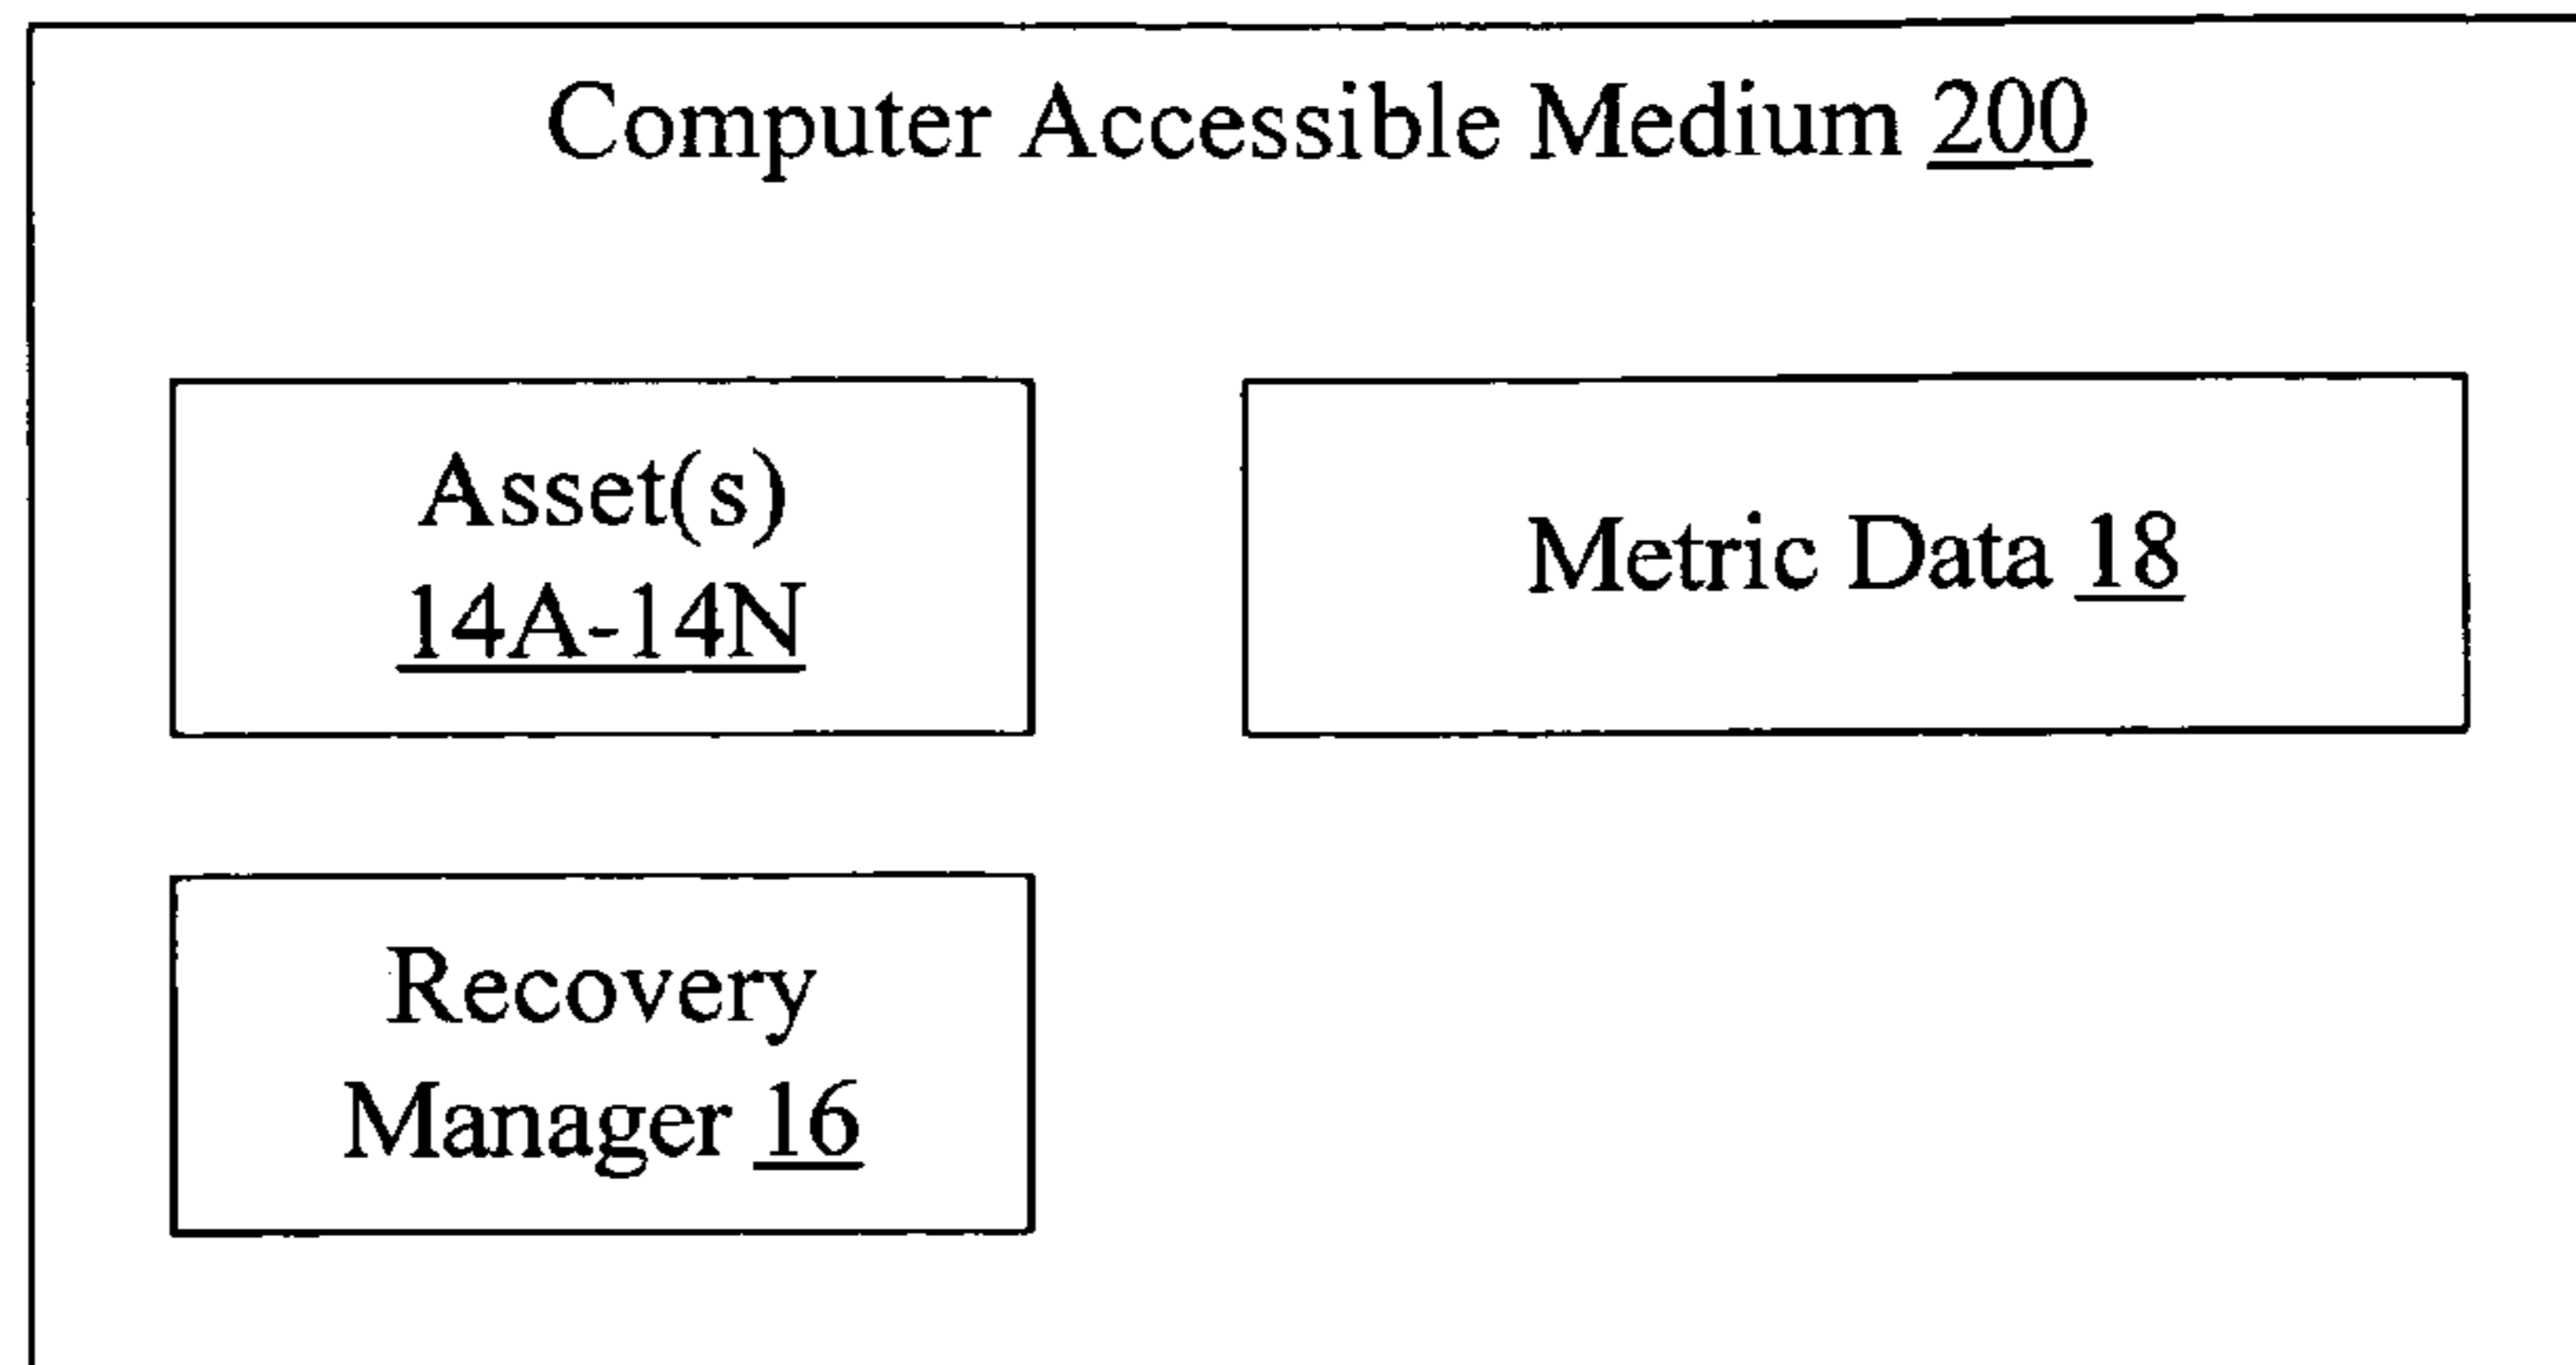 Computer Accessible Medium 200
Asset(s)
14A-14N
Metric Data 18
Recovery
Manager 16